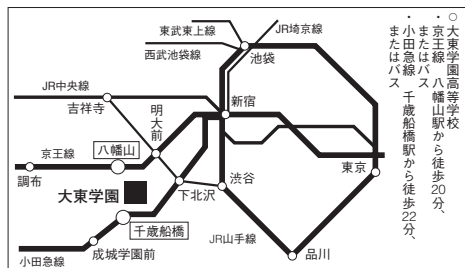 ○大東学園高等学校
・京王線　八幡山駅から徒歩20分、
またはバス
・小田急線　千歳船橋駅から徒歩22分、
またはバス
東武東上線
西武池袋線
JR埼京線
池袋
JR中央線
吉祥寺
明大前
新宿
京王線
八幡山
調布
東京
大東学園
下北沢
渋谷
千歳船橋
JR山手線
成城学園前
小田急線
品川